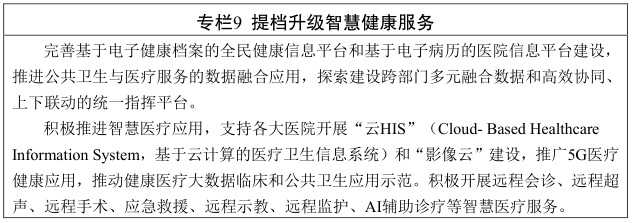 专栏9 提档升级智慧健康服务
完善基于电子健康档案的全民健康信息平台和基于电子病历的医院信息平台建设，
推进公共卫生与医疗服务的数据融合应用，探索建设跨部门多元融合数据和高效协同、
上下联动的统一指挥平台。
积极推进智慧医疗应用，支持各大医院开展“云HIS”（Cloud- Based Healthcare
Information System，基于云计算的医疗卫生信息系统）和“影像云”建设，推广5G医疗
健康应用，推动健康医疗大数据临床和公共卫生应用示范。积极开展远程会诊、远程超
声、远程手术、应急救援、远程示教、远程监护、AI辅助诊疗等智慧医疗服务。